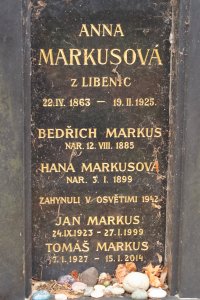 ANNA
MARKUSOVÁ
Z LIBENIC
22.IV. 1863 – 19.II.1925.
BEDŘICH MARKUS
NAR. 12. VIII. 1885
HANA MARKUSOVÁ
NAR. 3. I. 1899
ZAHYNULI V OSVĚTIMI 1942
JAN MARKUS
24.IX.1923 – 27.I.1999
TOMÁŠ MARKUS
1927 – 15.I.2014